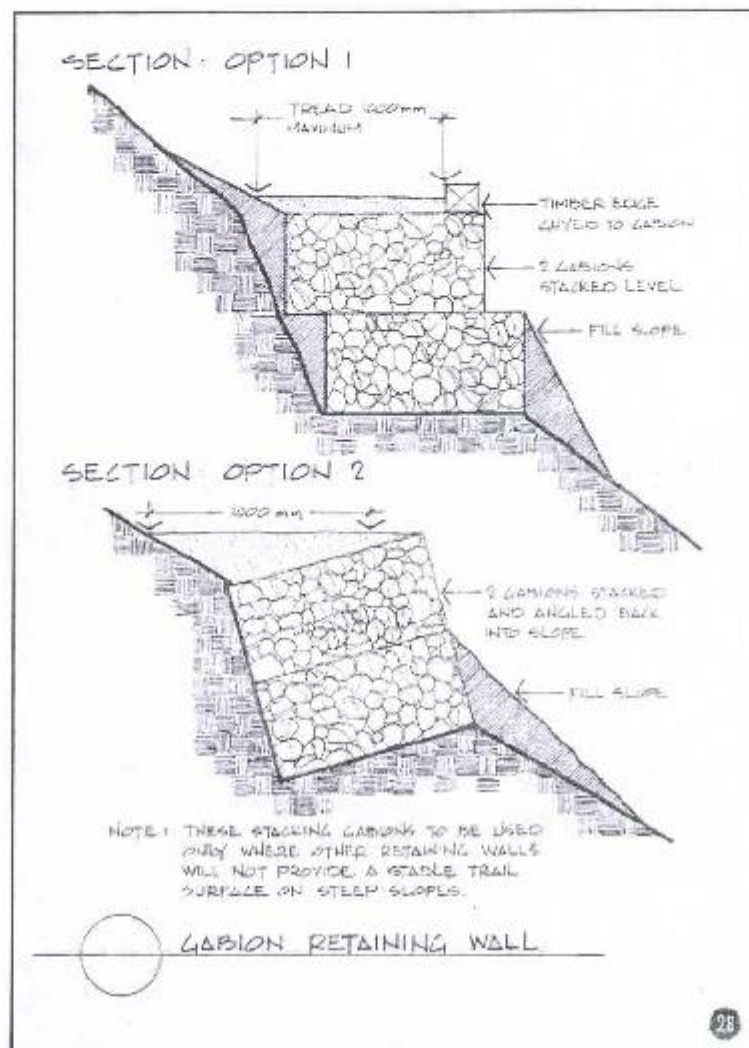 SECTION: OPTION 1
TREAD 1000mm
MAXIMUM
TIMBER EDGE
TO GABION
2 GABIONS
STACKED LEVEL
FILL SLOPE
SECTION: OPTION 2
1000 mm
2 GABIONS STACKED
AND ANGLED BACK
INTO SLOPE
FILL SLOPE
NOTE: THESE STACKING GABIONS TO BE USED
ONLY WHERE OTHER RETAINING WALLS
WILL NOT PROVIDE A STABLE TRAIL
SURFACE ON STEEP SLOPES.
GABION RETAINING WALL
28